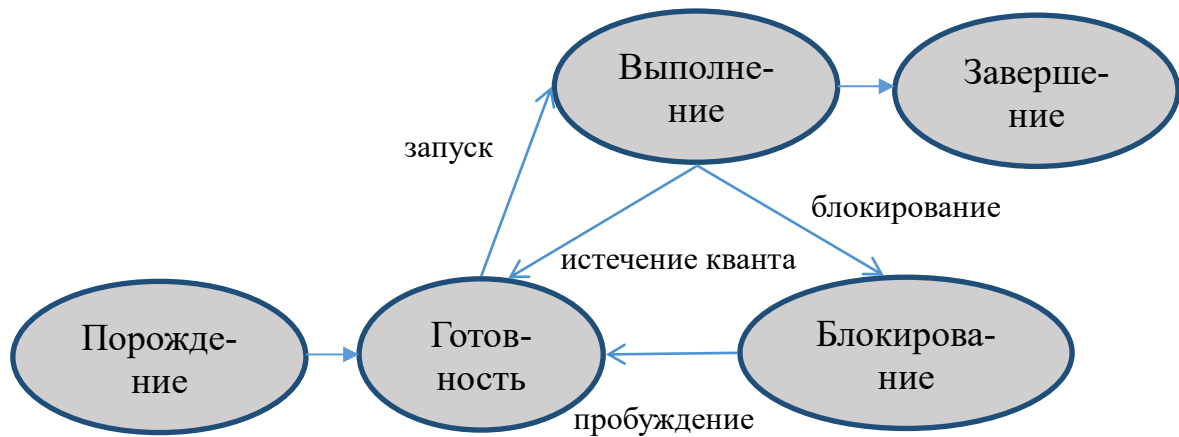 Выполне-
ние
Заверше-
ние
запуск
блокирование
истечение кванта
Порожде-
ние
Готов-
ность
Блокирова-
ние
пробуждение